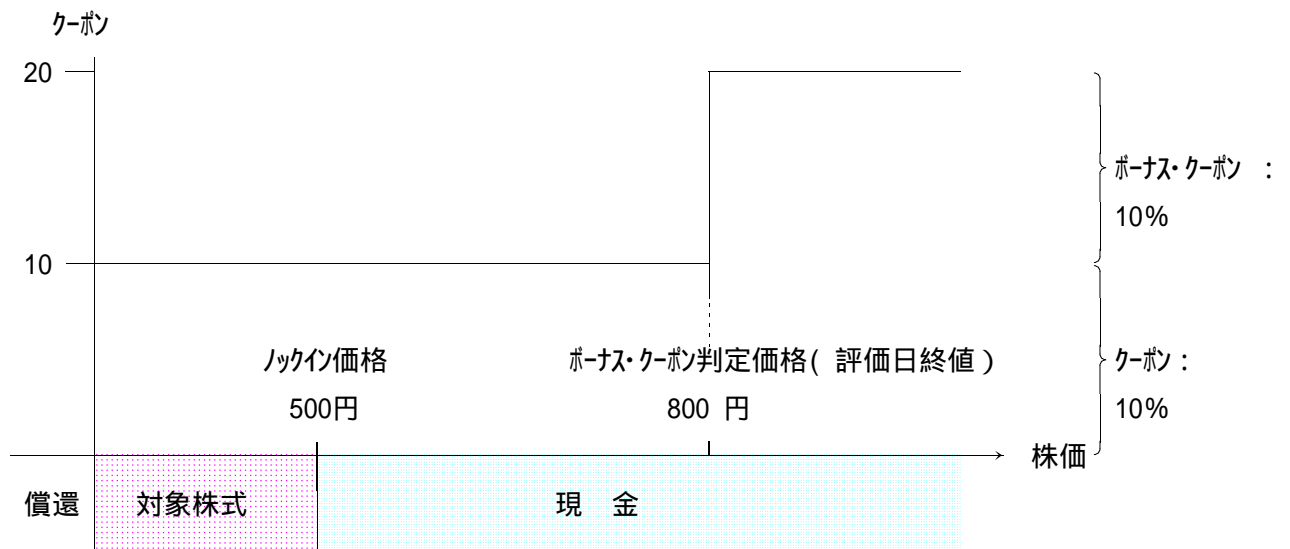 ｸｰﾎﾟﾝ
20
ﾎﾞｰﾅｽ･ｸｰﾎﾟﾝ :
10%
10
ﾉｯｸｲﾝ価格
500円
ﾎﾞｰﾅｽ･ｸｰﾎﾟﾝ判定価格( 評価日終値 )
800 円
ｸｰﾎﾟﾝ :
10%
株価
償還
対象株式
現 金